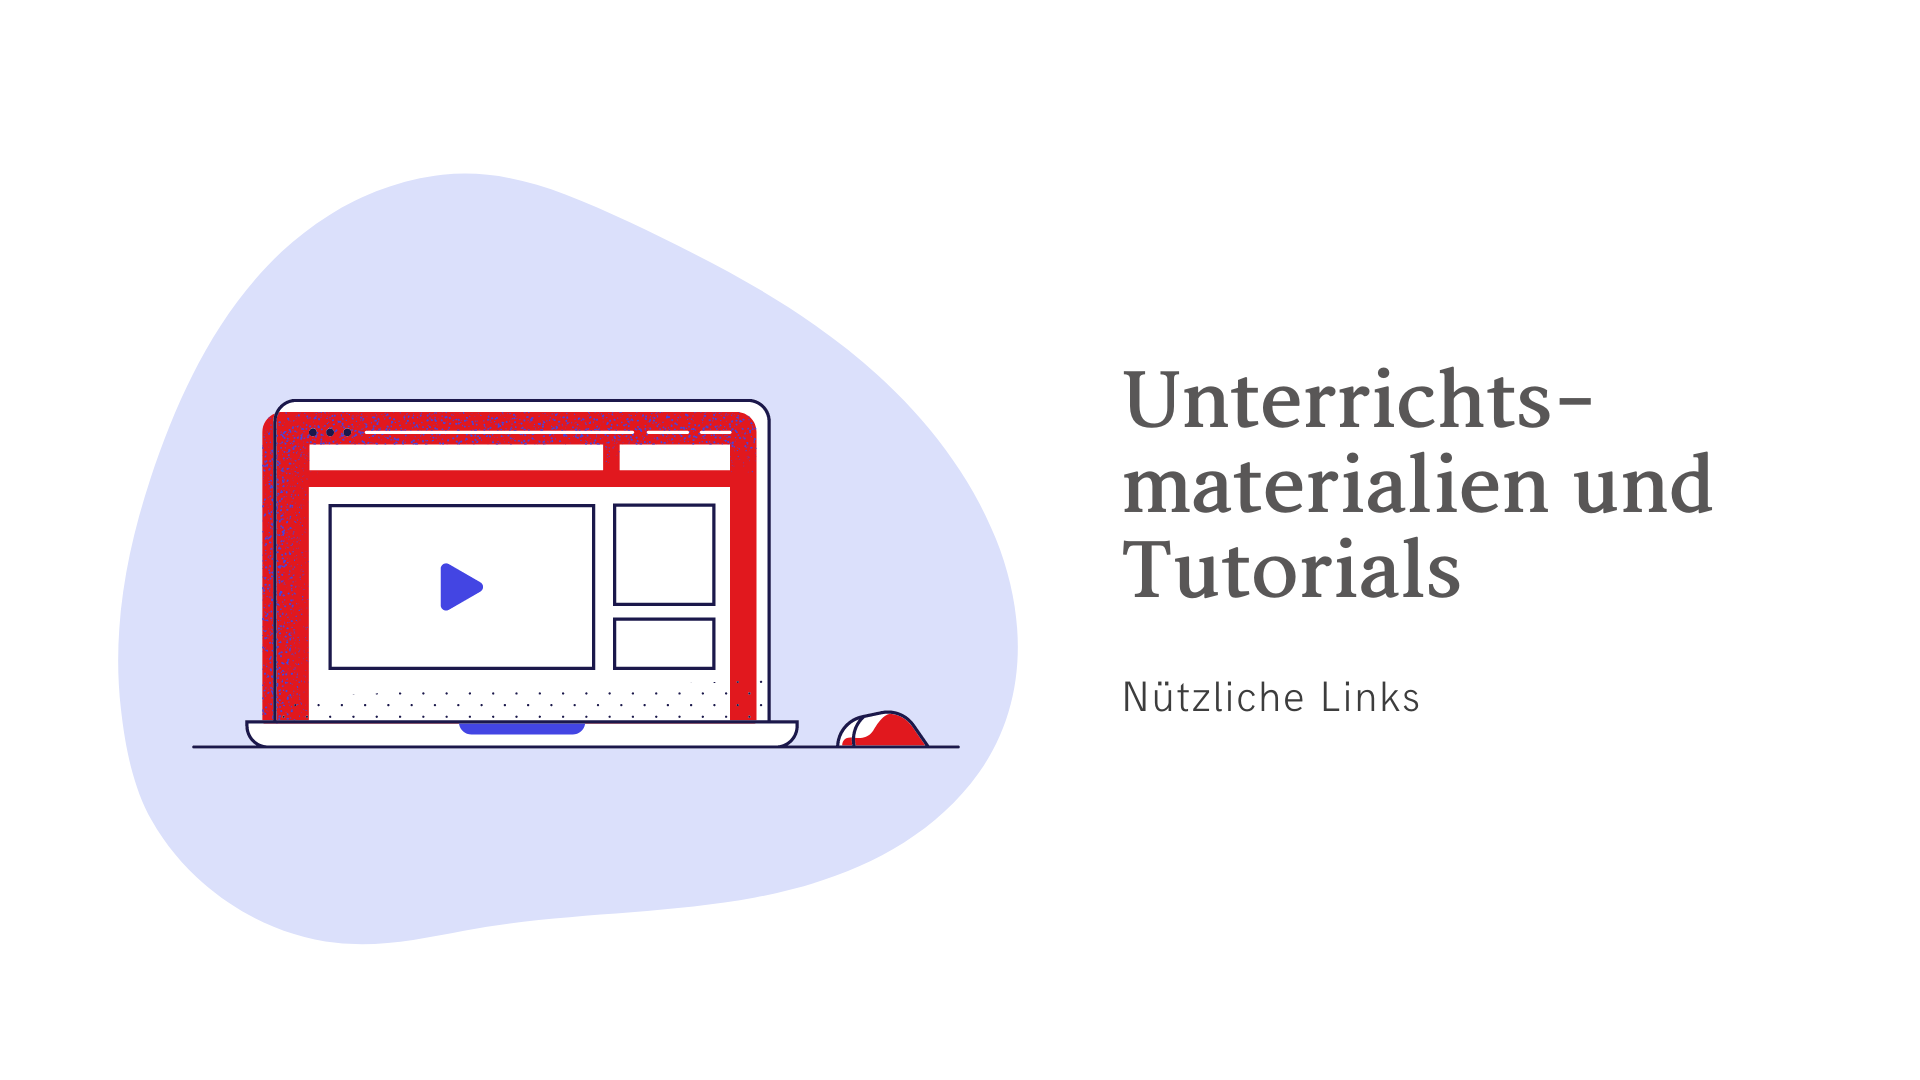 Unterrichts-
materialien und
Tutorials
Nützliche Links